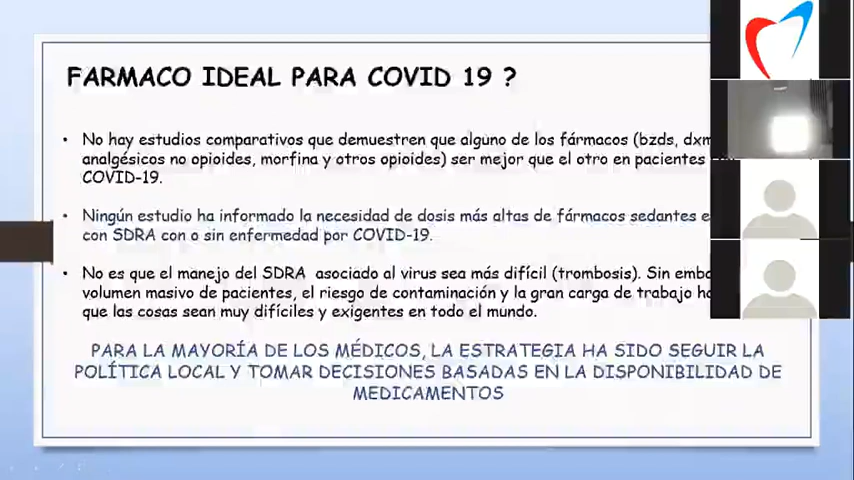 FARMACO IDEAL PARA COVID 19 ?
• No hay estudios comparativos que demuestren que alguno de los fármacos (bzds, dxm
analgésicos no opioides, morfina y otros opioides) ser mejor que el otro en pacientes
COVID-19.
• Ningún estudio ha informado la necesidad de dosis más altas de fármacos sedantes
con SDRA con o sin enfermedad por COVID-19.
• No es que el manejo del SDRA asociado al virus sea más difícil (trombosis). Sin
volumen masivo de pacientes, el riesgo de contaminación y la gran carga de trabajo
que las cosas sean muy difíciles y exigentes en todo el mundo.
PARA LA MAYORÍA DE LOS MÉDICOS, LA ESTRATEGIA HA SIDO SEGUIR LA
POLÍTICA LOCAL Y TOMAR DECISIONES BASADAS EN LA DISPONIBILIDAD DE
MEDICAMENTOS